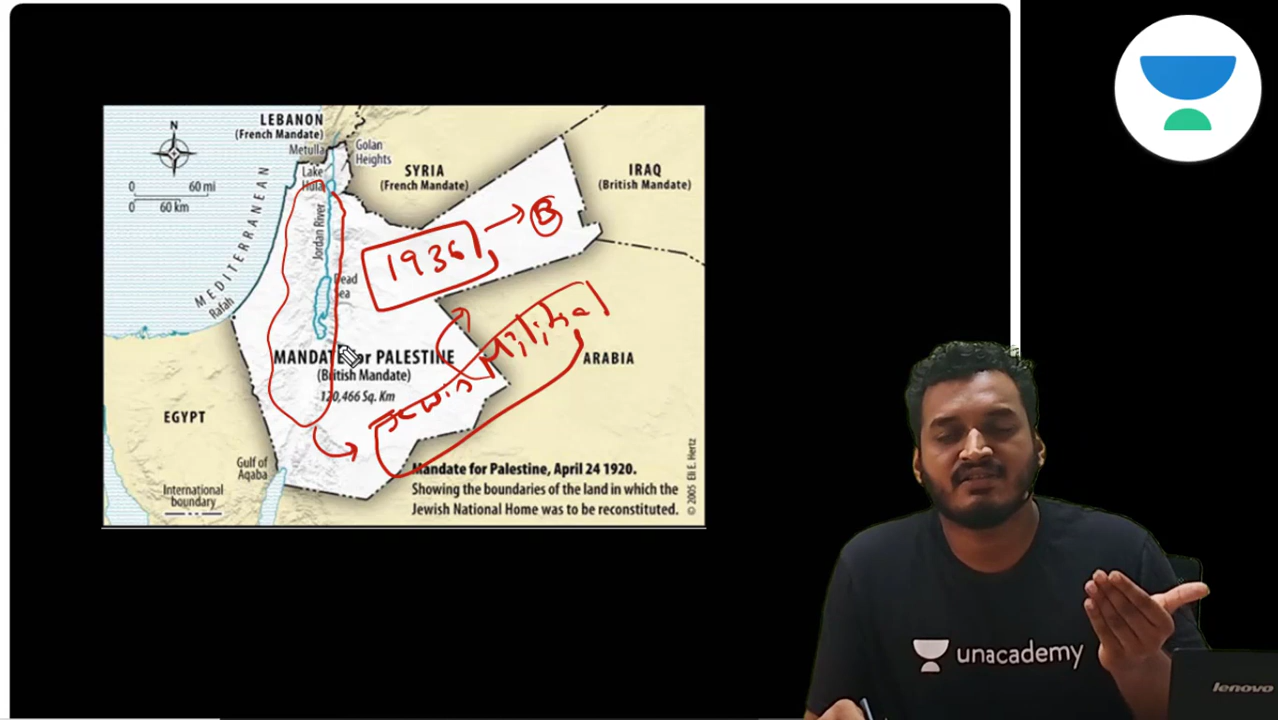 LEBANON
(French Mandate)
Metulla
N
Golan
Heights
Lake
Hula
SYRIA
(French Mandate)
IRAQ
(British Mandate)
0 60 mi
0 60 km
MEDITERRANEAN
Jordan River
1936
B
Dead
Sea
Rafah
Jewish Militia
MANDATE for PALESTINE
(British Mandate)
120,466 Sq. Km
ARABIA
EGYPT
Gulf of
Aqaba
International
boundary
Mandate for Palestine, April 24 1920.
Showing the boundaries of the land in which the
Jewish National Home was to be reconstituted.
© 2005 Eli E. Hertz
unacademy
lenovo